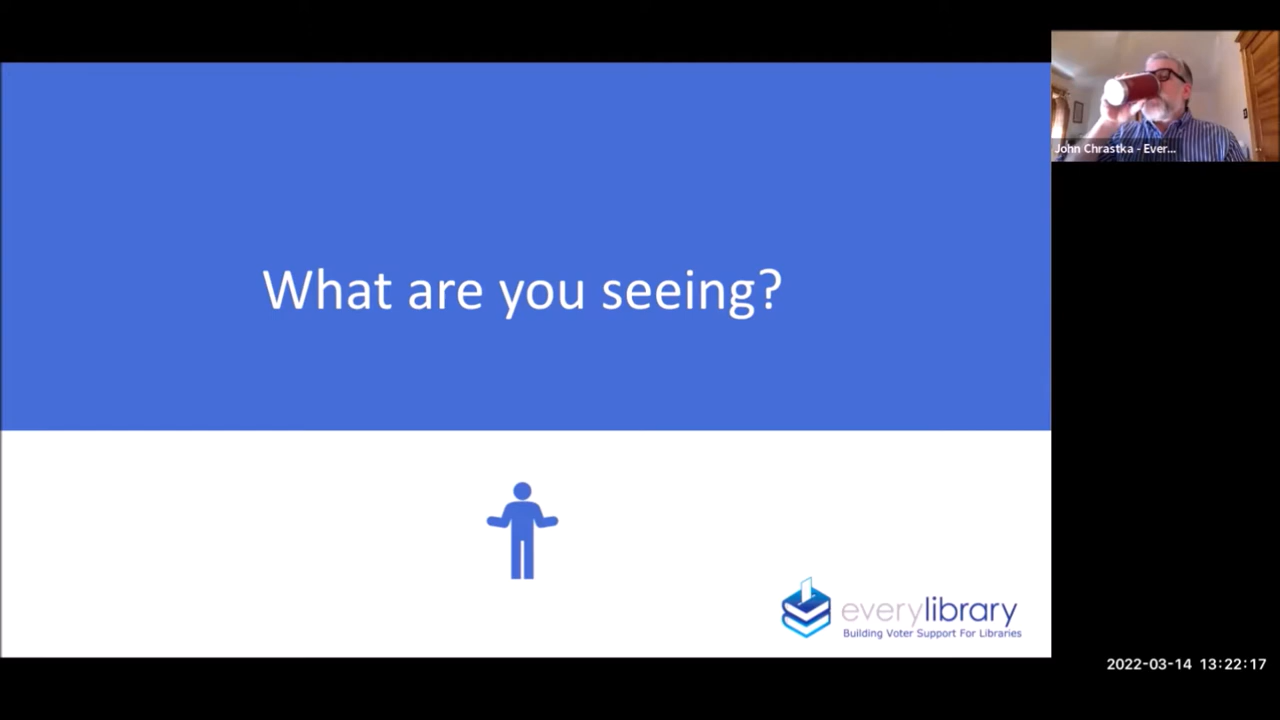 John Chrastka - Ever...
What are you seeing?
everylibrary
Building Voter Support For Libraries
2022-03-14 13:22:17